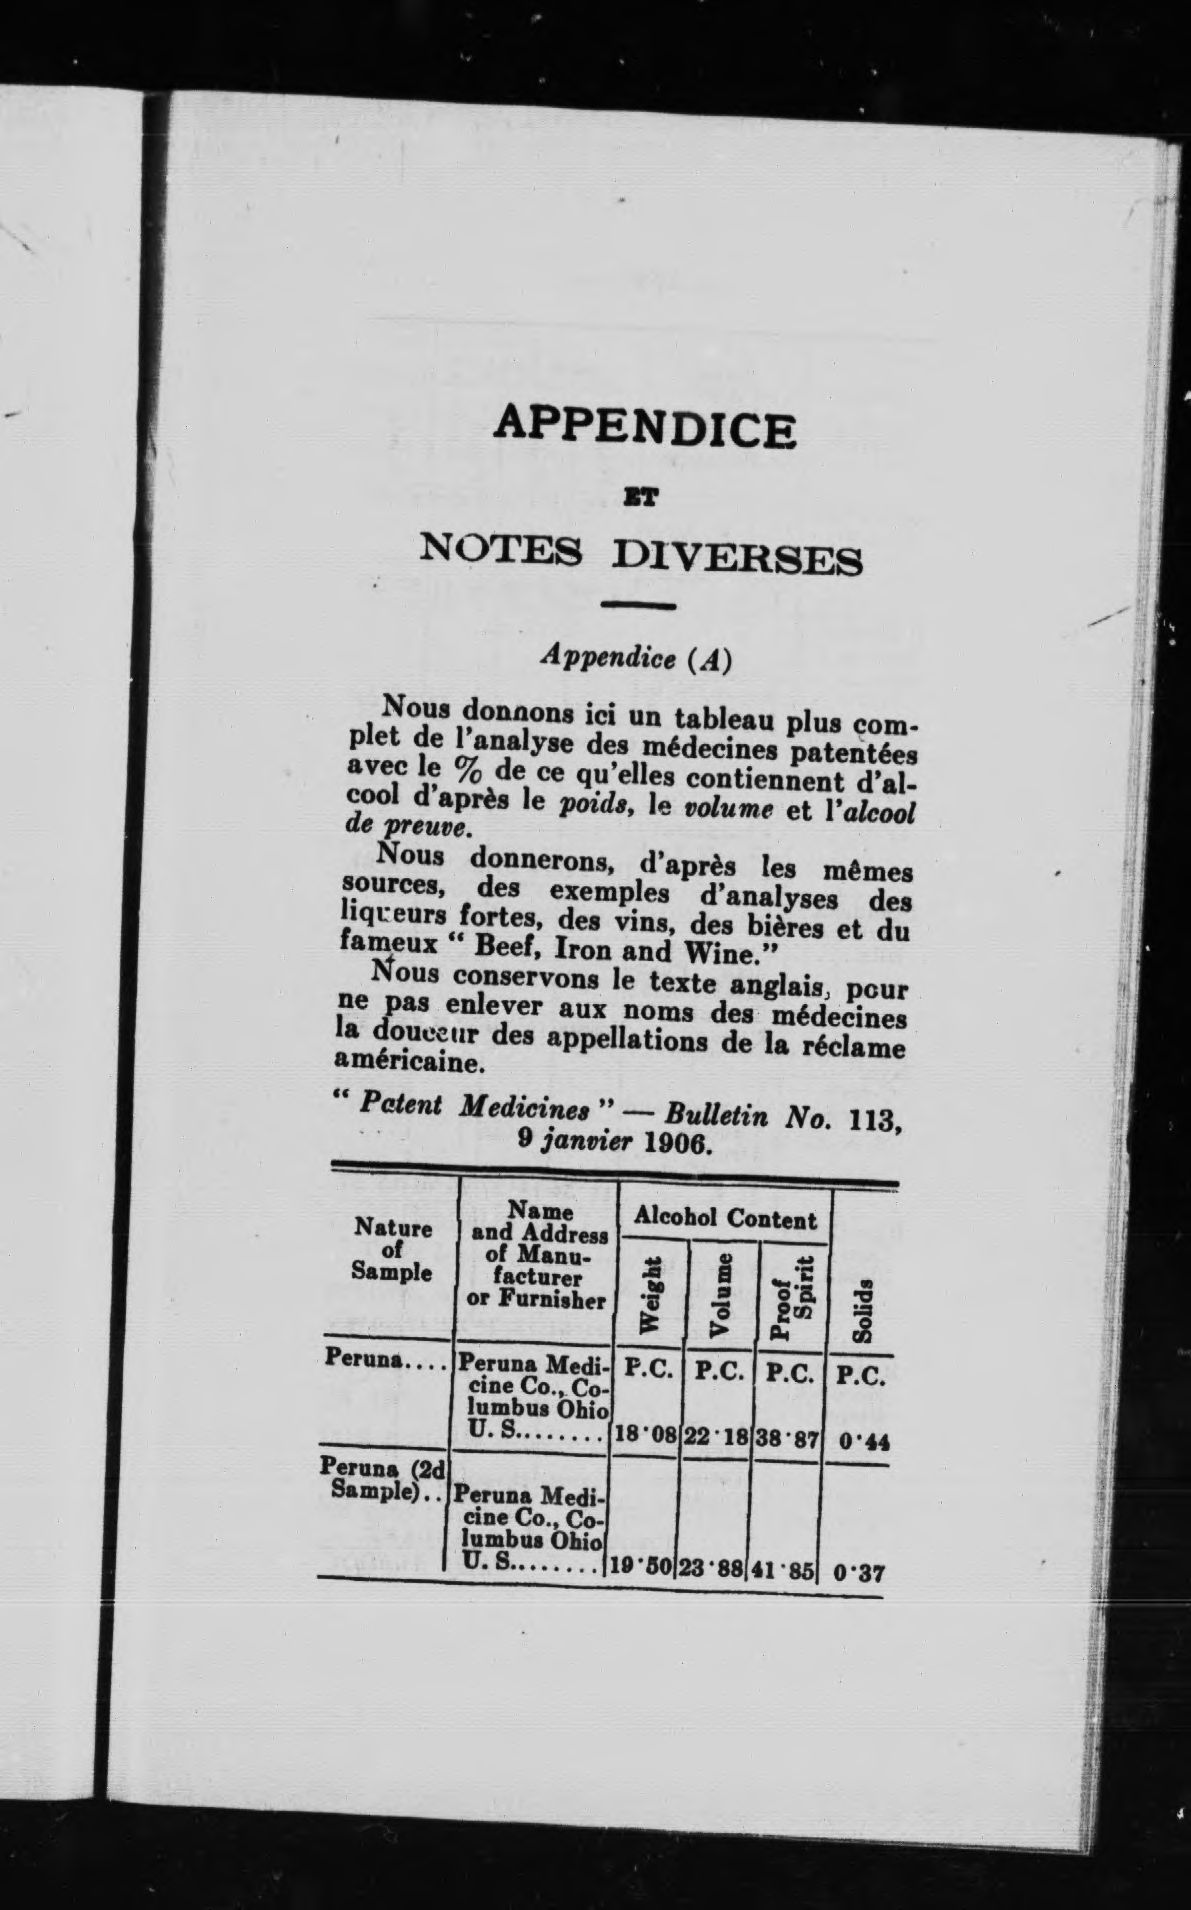 APPENDICE
ET
NOTES DIVERSES
Appendice (A)
Nous donnons ici un tableau plus com-
plet de l'analyse des médecines patentées
avec le % de ce qu'elles contiennent d'al-
cool d'après le poids, le volume et l'alcool
de preuve.
Nous donnerons, d'après les mêmes
sources, des exemples d'analyses des
liqueurs fortes, des vins, des bières et du
fameux " Beef, Iron and Wine."
Nous conservons le texte anglais, pour
ne pas enlever aux noms des médecines
la douceur des appellations de la réclame
américaine.
" Patent Medicines " — Bulletin No. 113,
9 janvier 1906.
Nature
of
Sample
Name
and Address
of Manu-
facturer
or Furnisher
Alcohol Content
Weight
Volume
Proof
Spirit
Solids
Peruna.... Peruna Medi- P.C. P.C. P.C. P.C.
cine Co., Co-
lumbus Ohio
U. S........ 18·08 22·18 38·87 0·44
Peruna (2d
Sample).. Peruna Medi-
cine Co., Co-
lumbus Ohio
U. S........ 19·50 23·88 41·85 0·37